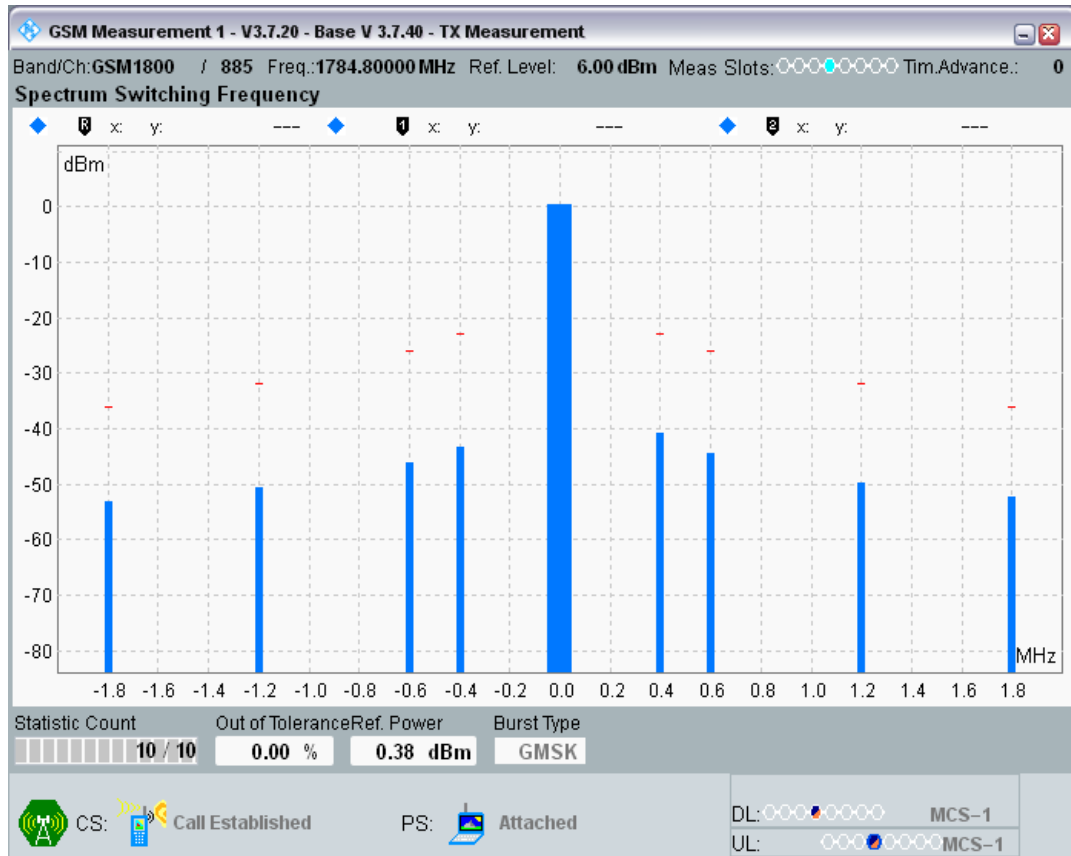 GSM Measurement 1 - V3.7.20 - Base V 3.7.40 - TX Measurement
Band/Ch:GSM1800 / 885 Freq.:1784.80000 MHz Ref. Level: 6.00 dBm Meas Slots: Tim.Advance.: 0
Spectrum Switching Frequency
R x: y: --- 1 x: y: --- 2 x: y: ---
dBm
0
-10
-20
-30
-40
-50
-60
-70
-80
MHz
-1.8 -1.6 -1.4 -1.2 -1.0 -0.8 -0.6 -0.4 -0.2 0.0 0.2 0.4 0.6 0.8 1.0 1.2 1.4 1.6 1.8
Statistic Count Out of Tolerance Ref. Power Burst Type
10 / 10 0.00 % 0.38 dBm GMSK
CS: Call Established PS: Attached
DL: MCS-1
UL: MCS-1